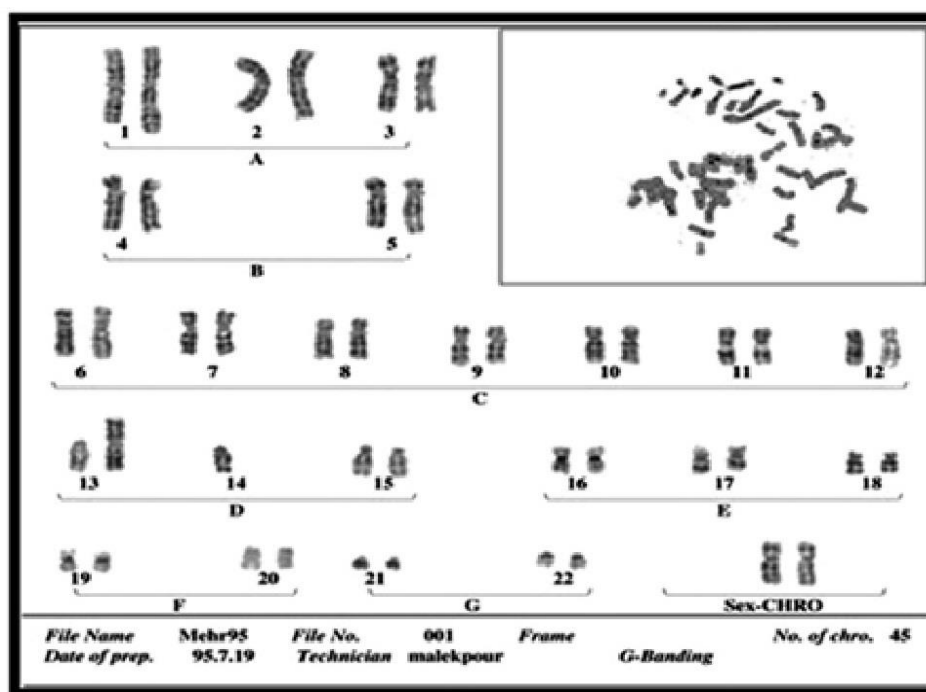 1 2 3
A
4 5
B
6 7 8 9 10 11 12
C
13 14 15 16 17 18
D E
19 20 21 22
F G Sex-CHRO
File Name Mehr95 File No. 001 Frame No. of chro. 45
Date of prep. 95.7.19 Technician malekpour G-Banding